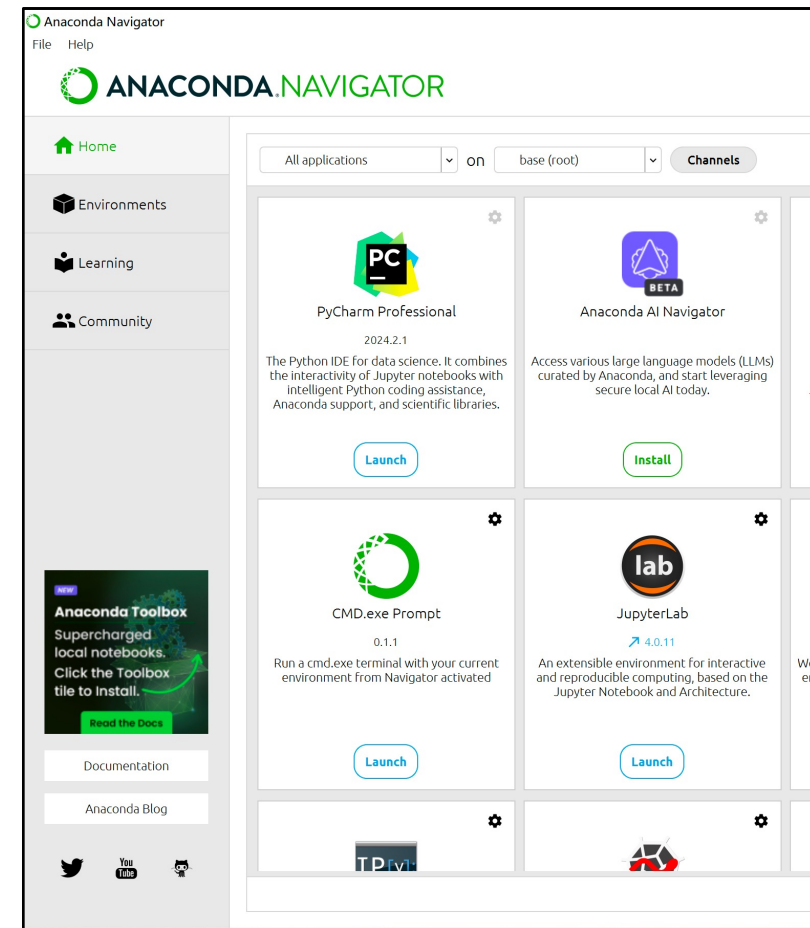 Anaconda Navigator
File Help
ANACONDA.NAVIGATOR
Home
Environments
Learning
Community
All applications on base (root) Channels
PC
PyCharm Professional
2024.2.1
The Python IDE for data science. It combines
the interactivity of Jupyter notebooks with
intelligent Python coding assistance,
Anaconda support, and scientific libraries.
Launch
BETA
Anaconda AI Navigator
Access various large language models (LLMs)
curated by Anaconda, and start leveraging
secure local AI today.
Install
CMD.exe Prompt
0.1.1
Run a cmd.exe terminal with your current
environment from Navigator activated
Launch
lab
JupyterLab
4.0.11
An extensible environment for interactive
and reproducible computing, based on the
Jupyter Notebook and Architecture.
Launch
NEW
Anaconda Toolbox
Supercharged
local notebooks.
Click the Toolbox
tile to Install.
Read the Docs
Documentation
Anaconda Blog
You
Tube